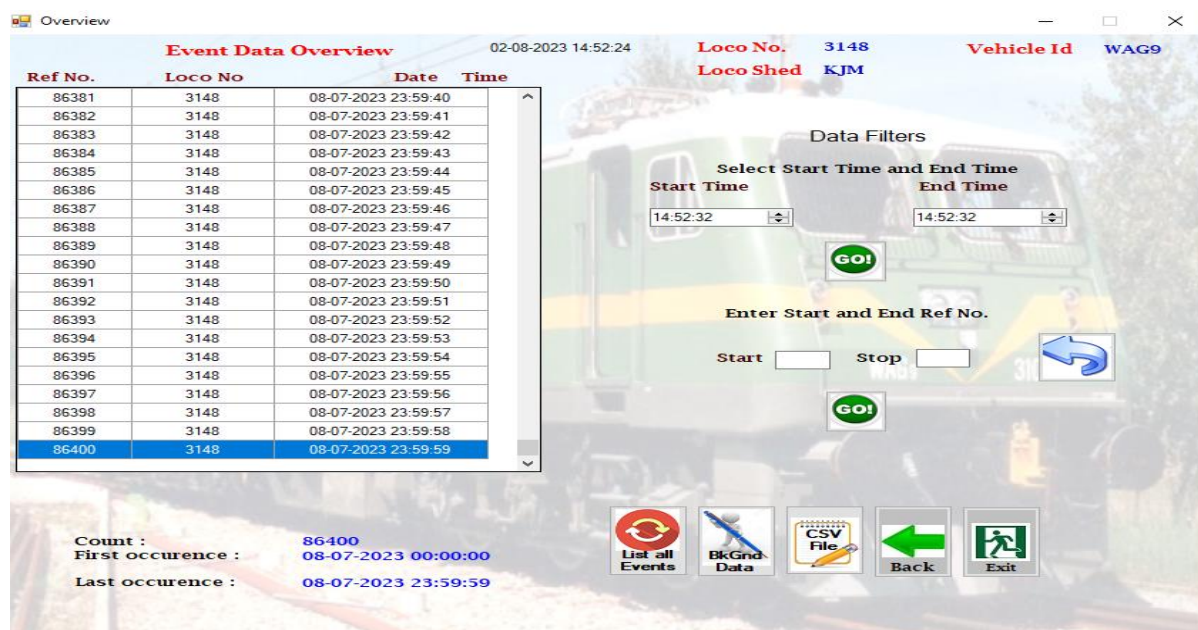 Overview
Event Data Overview 02-08-2023 14:52:24 Loco No. 3148 Vehicle Id WAG9
Loco Shed KJM
Ref No. Loco No Date Time
86381 3148 08-07-2023 23:59:40
86382 3148 08-07-2023 23:59:41
86383 3148 08-07-2023 23:59:42
86384 3148 08-07-2023 23:59:43
86385 3148 08-07-2023 23:59:44
86386 3148 08-07-2023 23:59:45
86387 3148 08-07-2023 23:59:46
86388 3148 08-07-2023 23:59:47
86389 3148 08-07-2023 23:59:48
86390 3148 08-07-2023 23:59:49
86391 3148 08-07-2023 23:59:50
86392 3148 08-07-2023 23:59:51
86393 3148 08-07-2023 23:59:52
86394 3148 08-07-2023 23:59:53
86395 3148 08-07-2023 23:59:54
86396 3148 08-07-2023 23:59:55
86397 3148 08-07-2023 23:59:56
86398 3148 08-07-2023 23:59:57
86399 3148 08-07-2023 23:59:58
86400 3148 08-07-2023 23:59:59
Data Filters
Select Start Time and End Time
Start Time End Time
14:52:32 14:52:32
GO!
Enter Start and End Ref No.
Start Stop
WAG9
GO!
Count : 86400
First occurence : 08-07-2023 00:00:00
Last occurence : 08-07-2023 23:59:59
List all Events
BkGnd Data
CSV File
Back
Exit